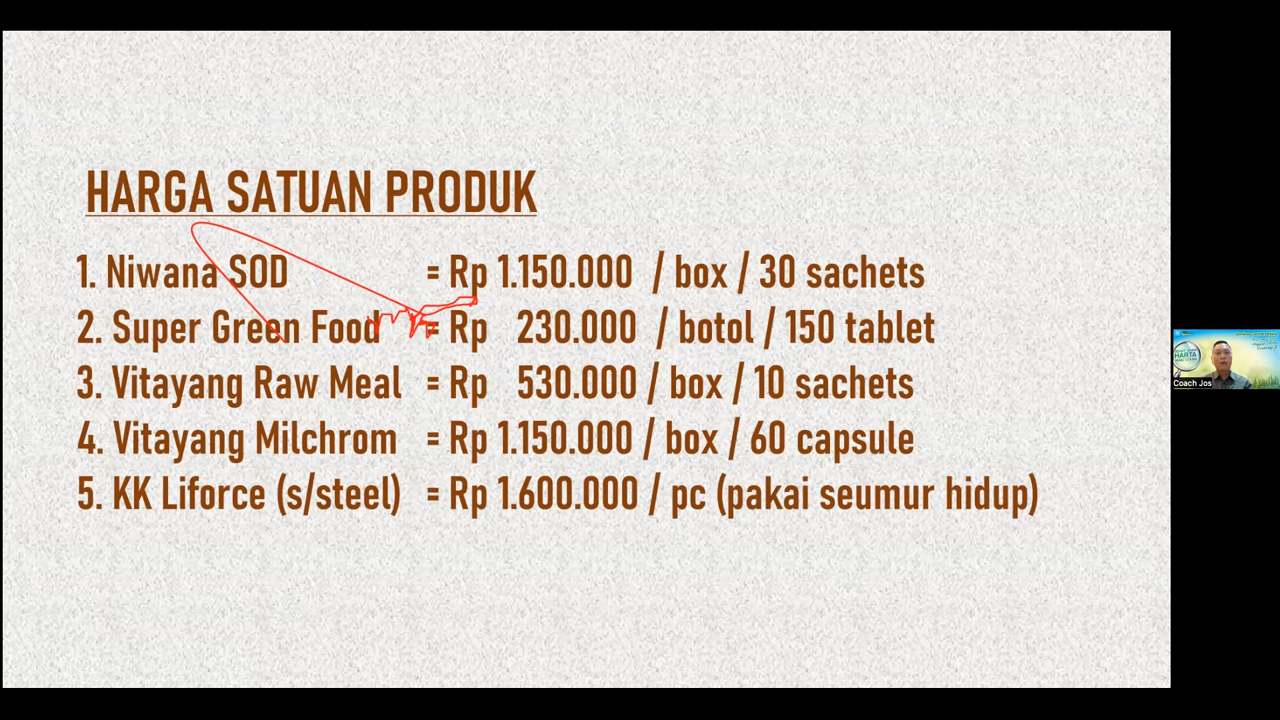 HARGA SATUAN PRODUK
1. Niwana SOD = Rp 1.150.000 / box / 30 sachets
2. Super Green Food = Rp 230.000 / botol / 150 tablet
3. Vitayang Raw Meal = Rp 530.000 / box / 10 sachets
4. Vitayang Milchrom = Rp 1.150.000 / box / 60 capsule
5. KK Liforce (s/steel) = Rp 1.600.000 / pc (pakai seumur hidup)
HARTA
Coach Jos